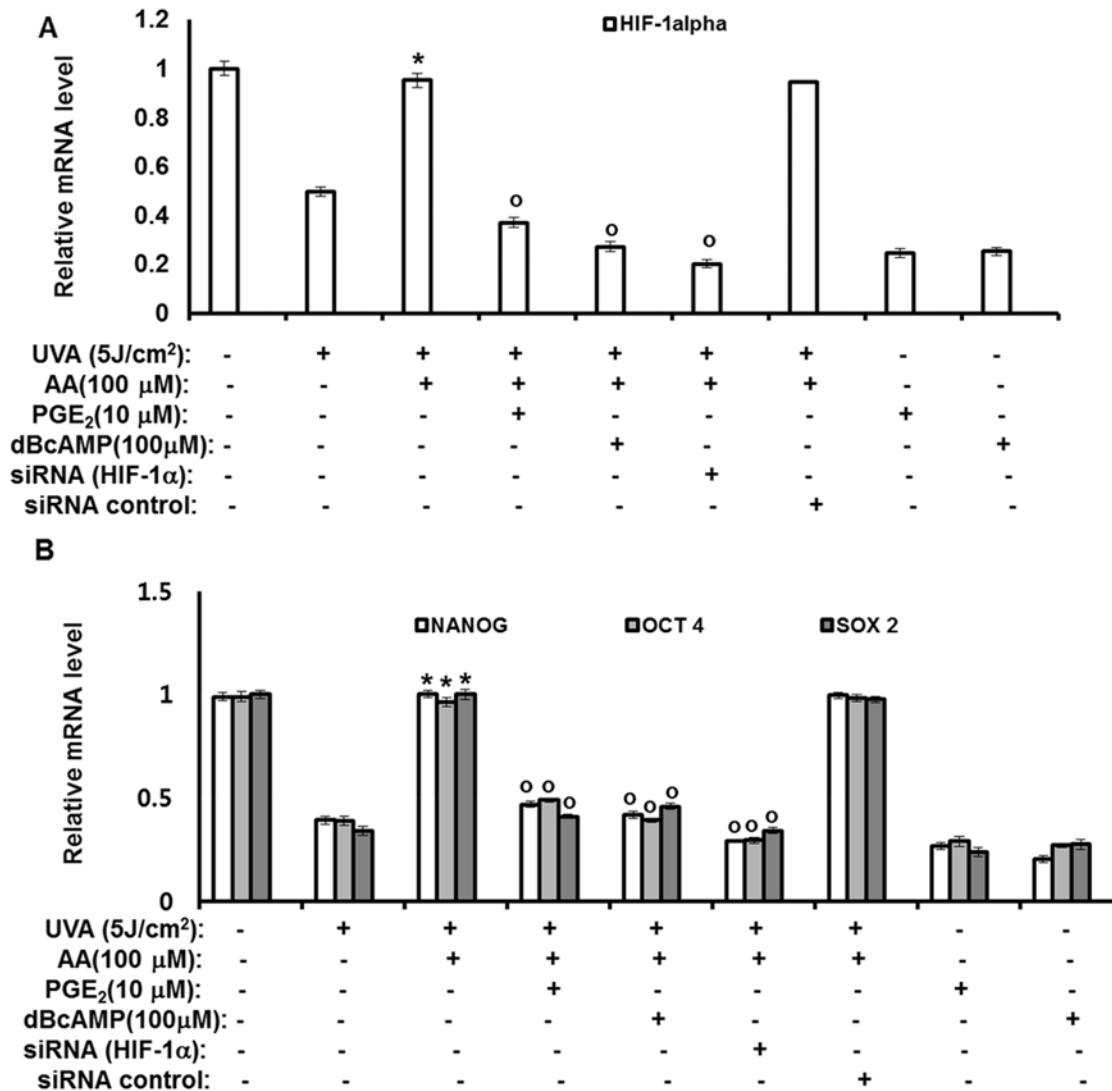 A
HIF-1alpha
Relative mRNA level
1.2
1
0.8
0.6
0.4
0.2
0
*
o
o
o
UVA (5J/cm²): - + + + + + + - -
AA(100 μM): - - + + + + + - -
PGE₂(10 μM): - - - + - - - + -
dBcAMP(100μM): - - - - + - - - +
siRNA (HIF-1α): - - - - - + - - -
siRNA control: - - - - - - + - -
B
NANOG OCT 4 SOX 2
Relative mRNA level
1.5
1
0.5
0
* * *
o o o
o o o
o o o
UVA (5J/cm²): - + + + + + + - -
AA(100 μM): - - + + + + + - -
PGE₂(10 μM): - - - + - - - + -
dBcAMP(100μM): - - - - + - - - +
siRNA (HIF-1α): - - - - - + - - -
siRNA control: - - - - - - + - -